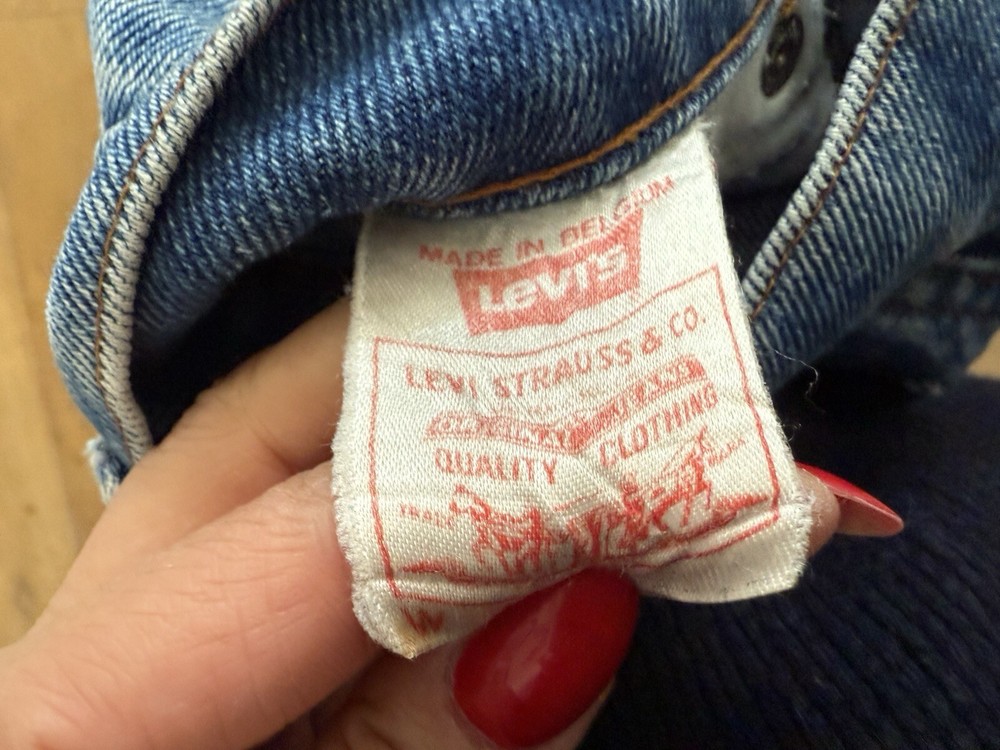 MADE IN BELGIUM
Levi's
LEVI STRAUSS & CO.
QUALITY CLOTHING
W